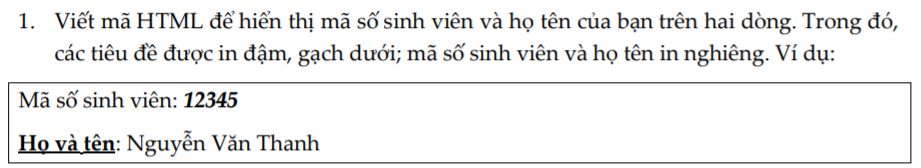 1. Viết mã HTML để hiển thị mã số sinh viên và họ tên của bạn trên hai dòng. Trong đó,
các tiêu đề được in đậm, gạch dưới; mã số sinh viên và họ tên in nghiêng. Ví dụ:
Mã số sinh viên: 12345
Họ và tên: Nguyễn Văn Thanh